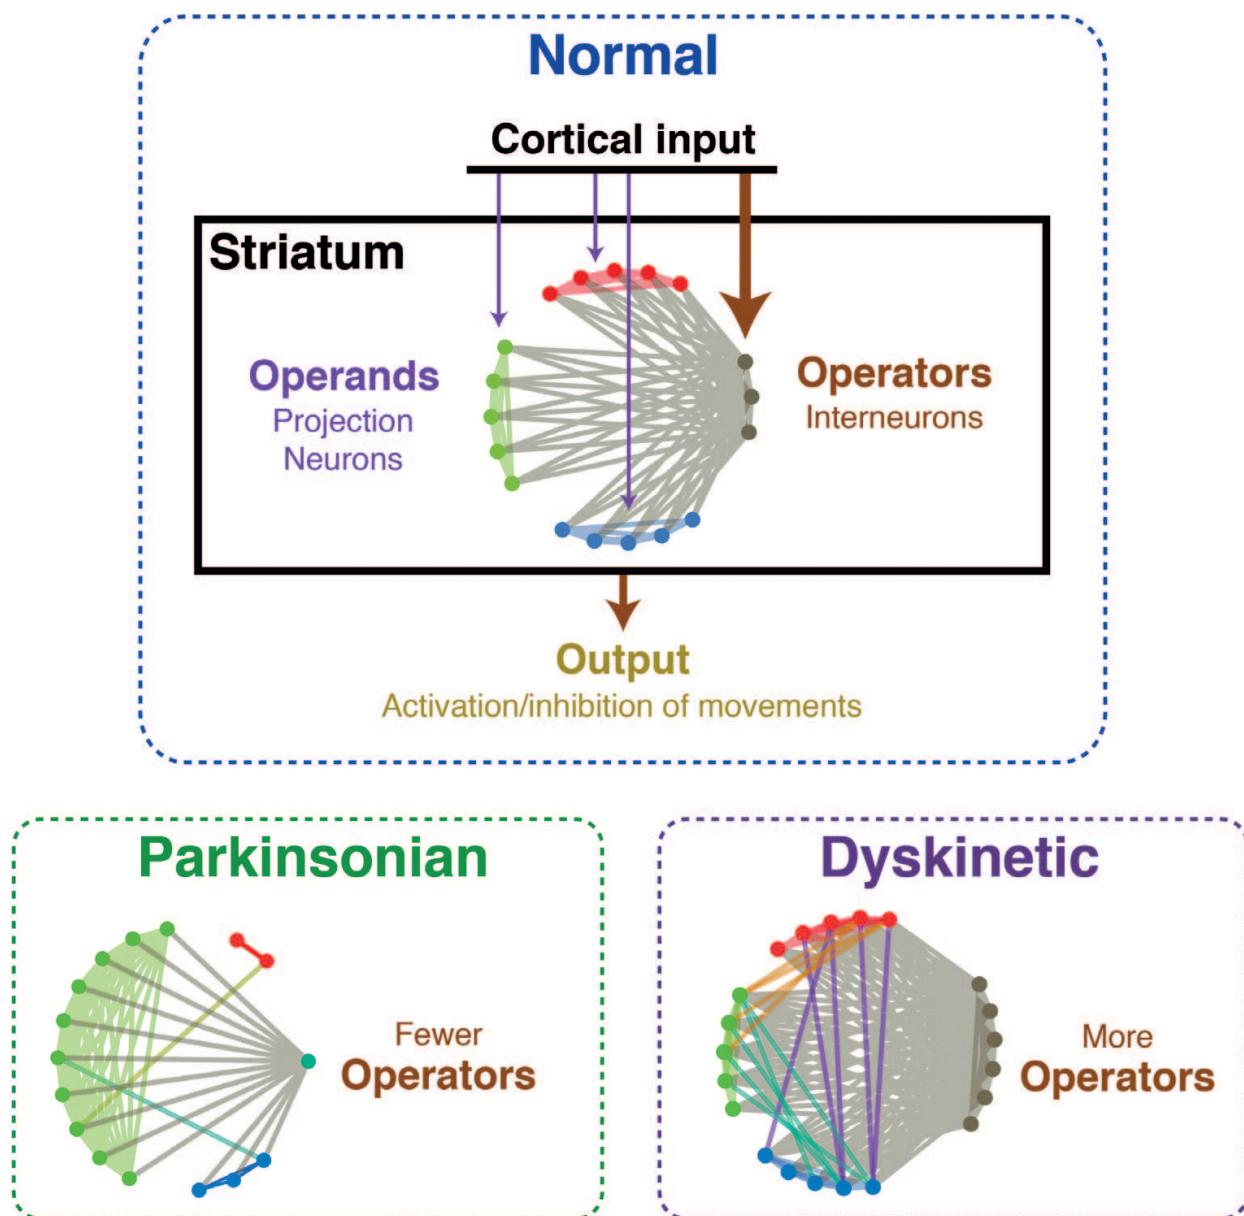 Normal
Cortical input
Striatum
Operands
Projection
Neurons
Operators
Interneurons
Output
Activation/inhibition of movements
Parkinsonian
Fewer
Operators
Dyskinetic
More
Operators